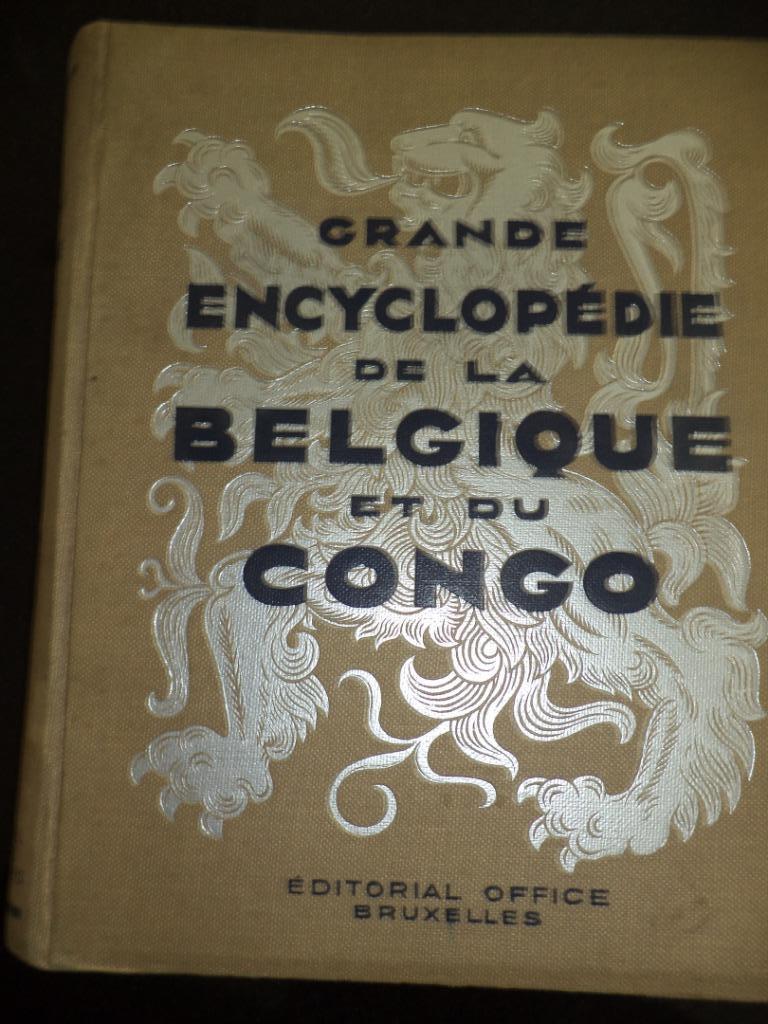 GRANDE
ENCYCLOPÉDIE
DE LA
BELGIQUE
ET DU
CONGO
ÉDITORIAL OFFICE
BRUXELLES